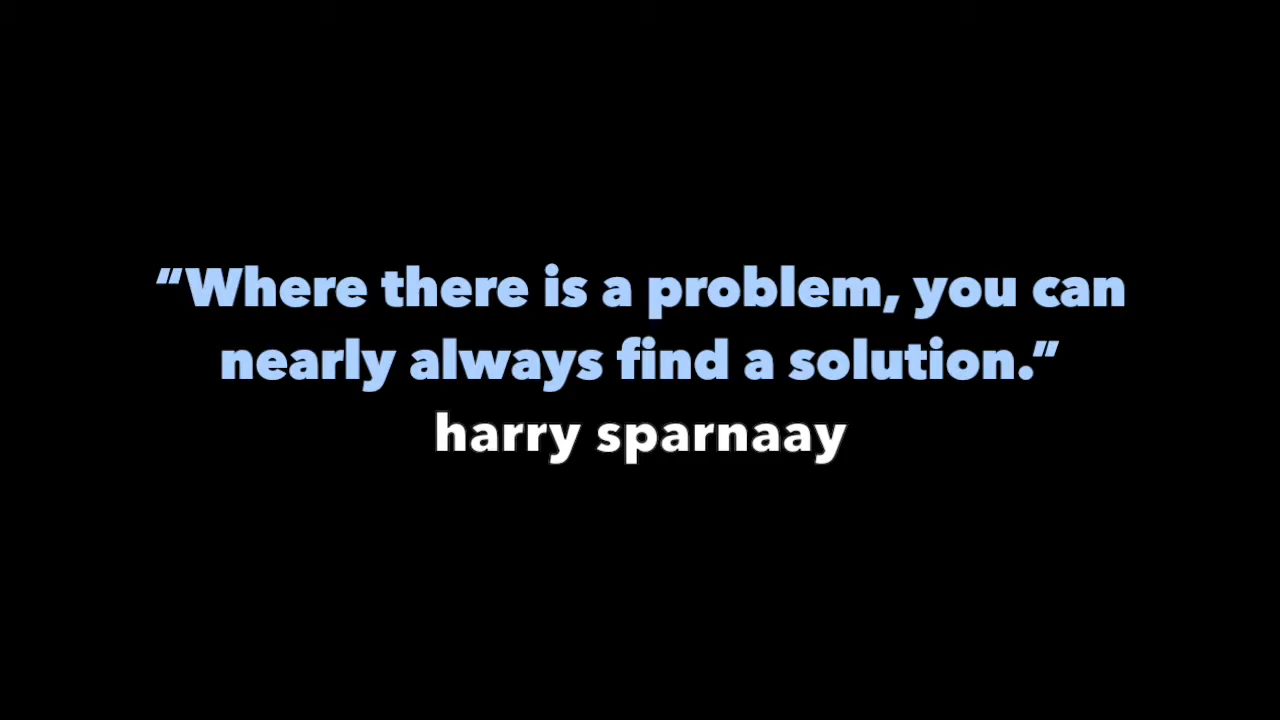 “Where there is a problem, you can
nearly always find a solution.”
harry sparnaay